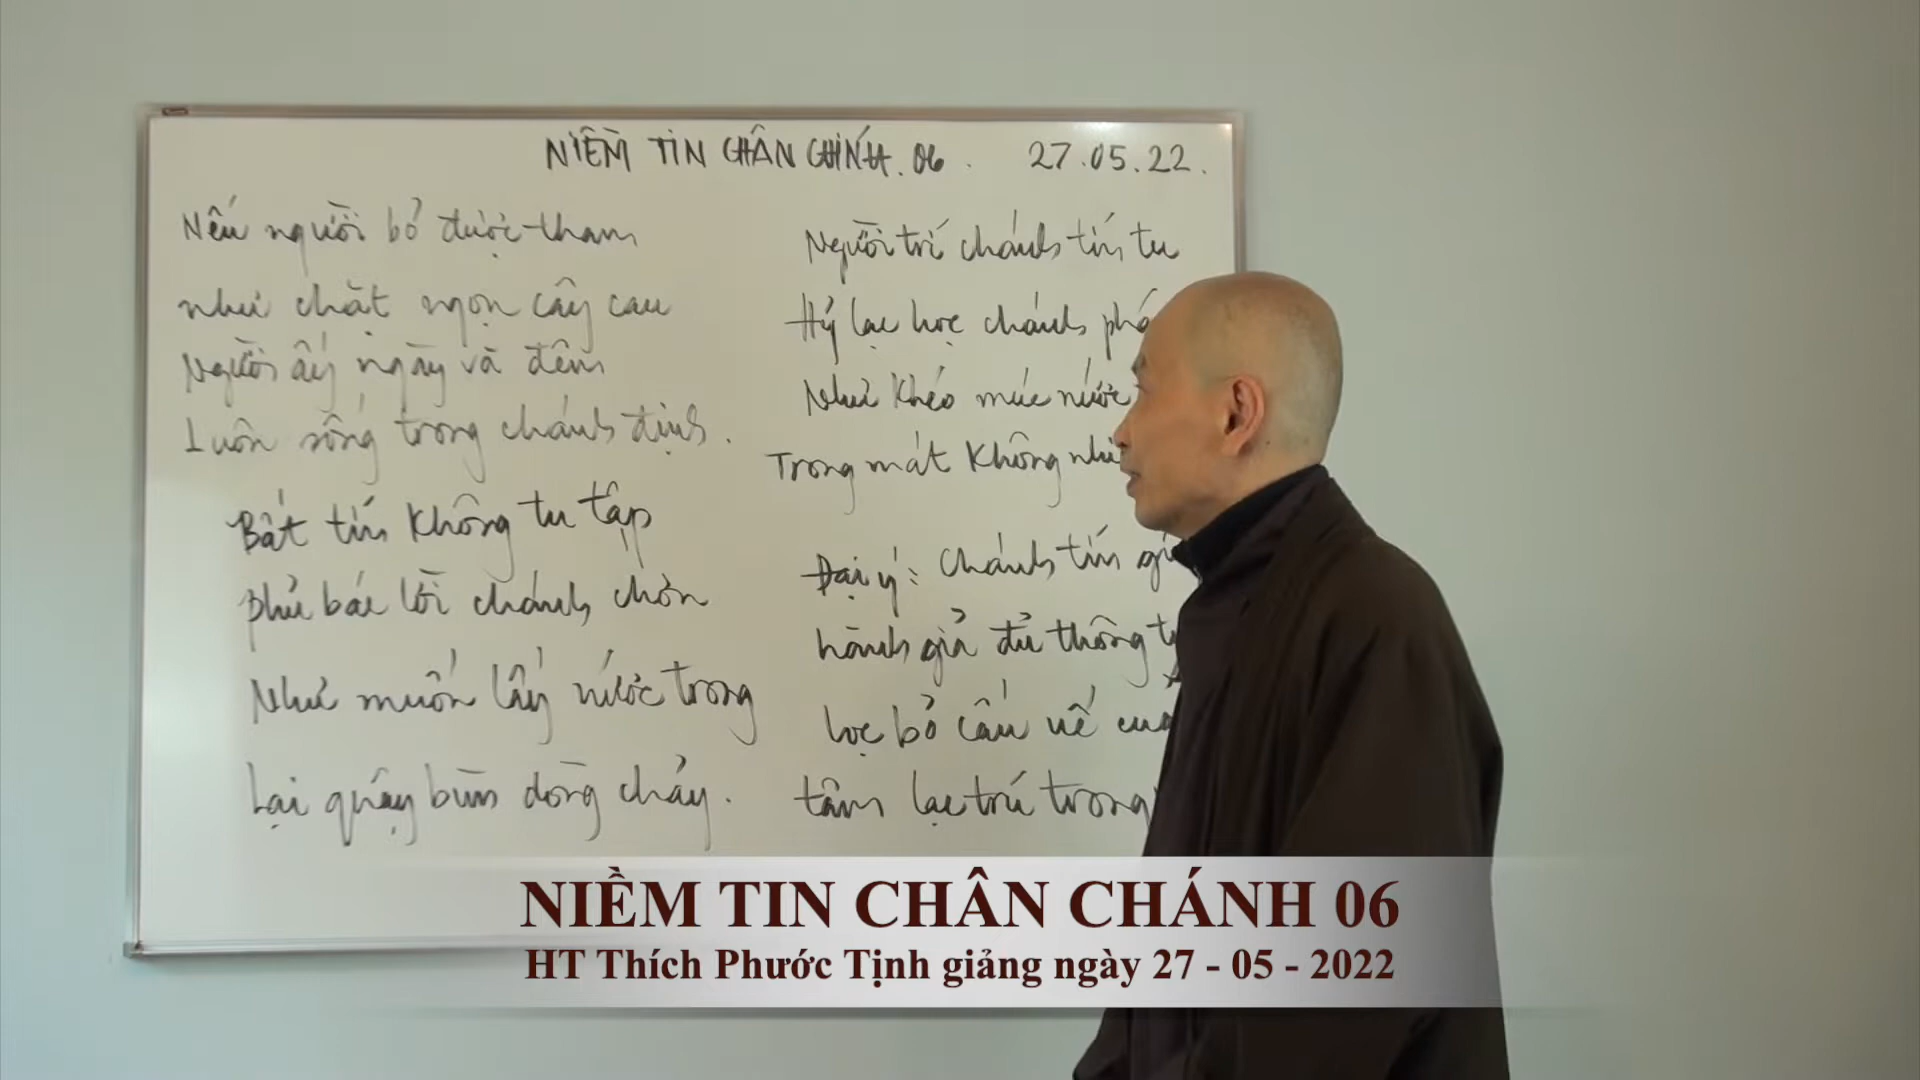 NIỀM TIN CHÂN CHÍNH.06. 27.05.22.
Nếu người bỏ được tham
như chặt ngọn cây cau
Người ấy ngày và đêm
Luôn sống trong chánh định.
Bất tín không tu tập
phủ bác lời chánh chơn
Như muốn lấy nước trong
Lại quậy bùn dòng chảy.
Người trí chánh tín tu
Hỷ lạc học chánh
Như khéo múc nước
Trong mát không
Đại ý: chánh tín
hành giả đủ thông
lọc bỏ cấu uế
tâm lạc trú trong
NIỀM TIN CHÂN CHÁNH 06
HT Thích Phước Tịnh giảng ngày 27 - 05 - 2022